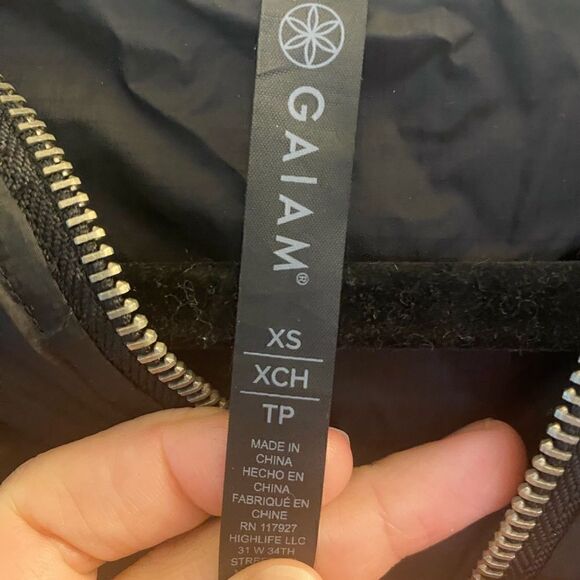 GAIAM®
XS
XCH
TP
MADE IN
CHINA
HECHO EN
CHINA
FABRIQUÉ EN
CHINE
RN 117927
HIGHLIFE LLC
31 W 34TH